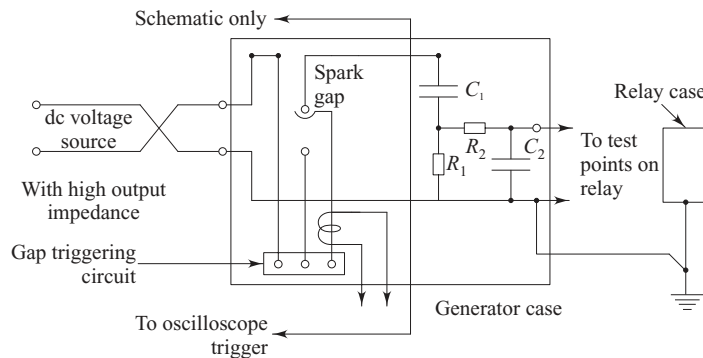 Schematic only
Spark
gap
C1
Relay case
dc voltage
source
R2
C2
To test
points on
relay
R1
With high output
impedance
Gap triggering
circuit
Generator case
To oscilloscope
trigger